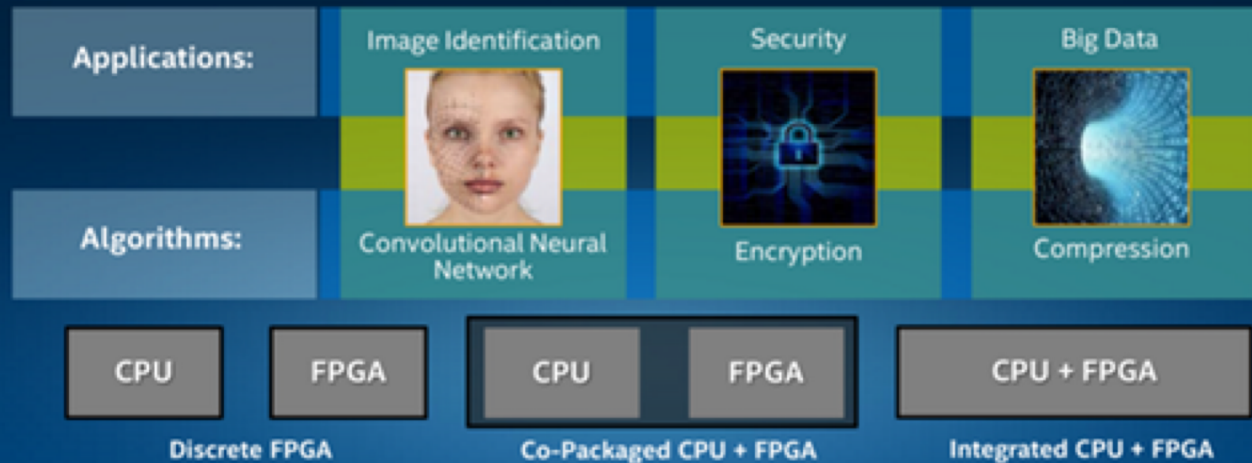 Applications:
Image Identification
Security
Big Data
Algorithms:
Convolutional Neural
Network
Encryption
Compression
CPU
FPGA
CPU
FPGA
CPU + FPGA
Discrete FPGA
Co-Packaged CPU + FPGA
Integrated CPU + FPGA